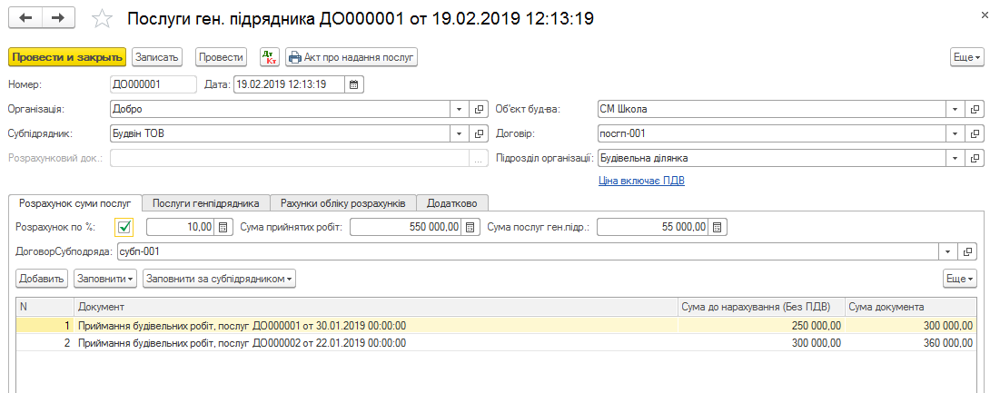 Послуги ген. підрядника ДО000001 от 19.02.2019 12:13:19
Провести и закрыть Записать Провести Дт Кт Акт про надання послуг Еще
Номер: ДО000001 Дата: 19.02.2019 12:13:19
Організація: Добро Об'єкт буд-ва: СМ Школа
Субпідрядник: Будвін ТОВ Договір: посгп-001
Розрахунковий док.: ... Підрозділ організації: Будівельна ділянка
Ціна включає ПДВ
Розрахунок суми послуг Послуги генпідрядника Рахунки обліку розрахунків Додатково
Розрахунок по %: 10,00 Сума прийнятих робіт: 550 000,00 Сума послуг ген.підр.: 55 000,00
ДоговорСубподряда: субп-001
Добавить Заповнити Заповнити за субпідрядником Еще
N Документ Сума до нарахування (Без ПДВ) Сума документа
1 Приймання будівельних робіт, послуг ДО000001 от 30.01.2019 00:00:00 250 000,00 300 000,00
2 Приймання будівельних робіт, послуг ДО000002 от 22.01.2019 00:00:00 300 000,00 360 000,00